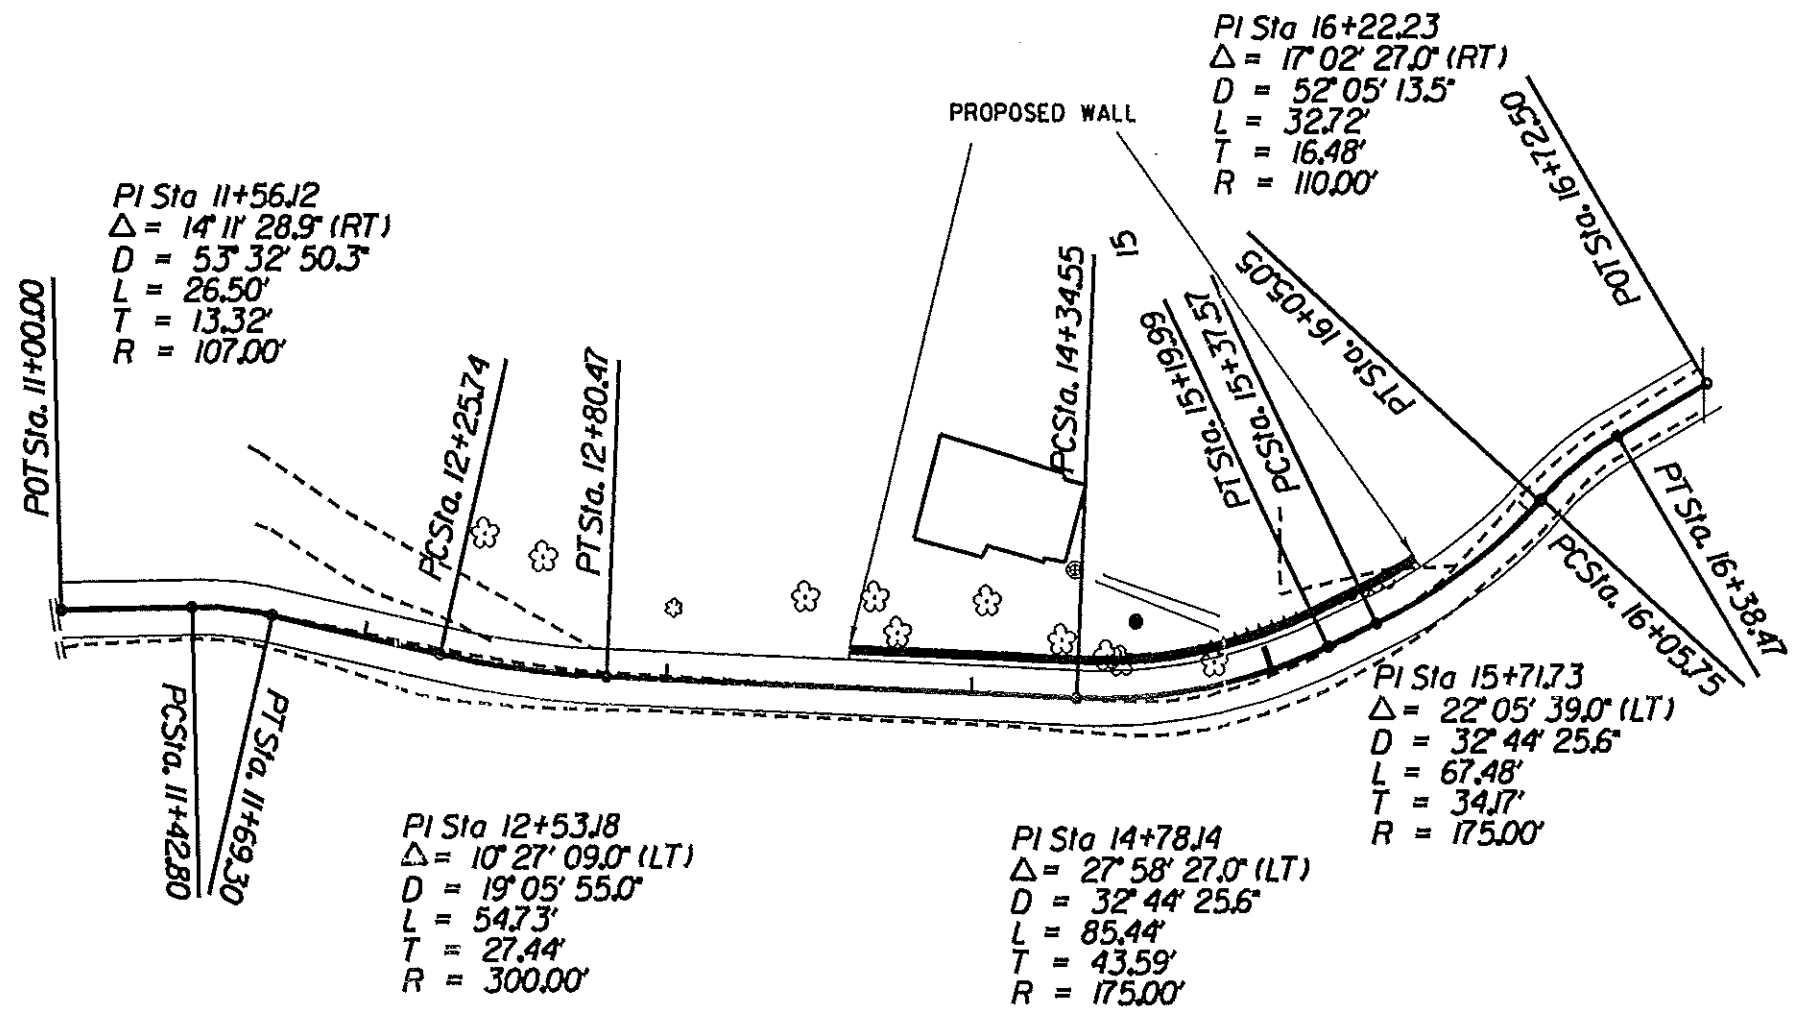 PI Sta 16+22.23
Δ = 17° 02' 27.0" (RT)
D = 52° 05' 13.5"
L = 32.72'
T = 16.48'
R = 110.00'
PROPOSED WALL
POT Sta. 16+72.50
PI Sta 11+56.12
Δ = 14° 11' 28.9" (RT)
D = 53° 32' 50.3"
L = 26.50'
T = 13.32'
R = 107.00'
15
POT Sta. 11+00.00
PC Sta. 12+25.74
PT Sta. 12+80.47
PC Sta. 14+34.55
PT Sta. 15+19.99
PC Sta. 15+37.57
PT Sta. 16+05.05
PT Sta. 16+38.47
PC Sta. 16+05.75
PC Sta. 11+42.80
PT Sta. 11+69.30
PI Sta 15+71.73
Δ = 22° 05' 39.0" (LT)
D = 32° 44' 25.6"
L = 67.48'
T = 34.17'
R = 175.00'
PI Sta 12+53.18
Δ = 10° 27' 09.0" (LT)
D = 19° 05' 55.0"
L = 54.73'
T = 27.44'
R = 300.00'
PI Sta 14+78.14
Δ = 27° 58' 27.0" (LT)
D = 32° 44' 25.6"
L = 85.44'
T = 43.59'
R = 175.00'